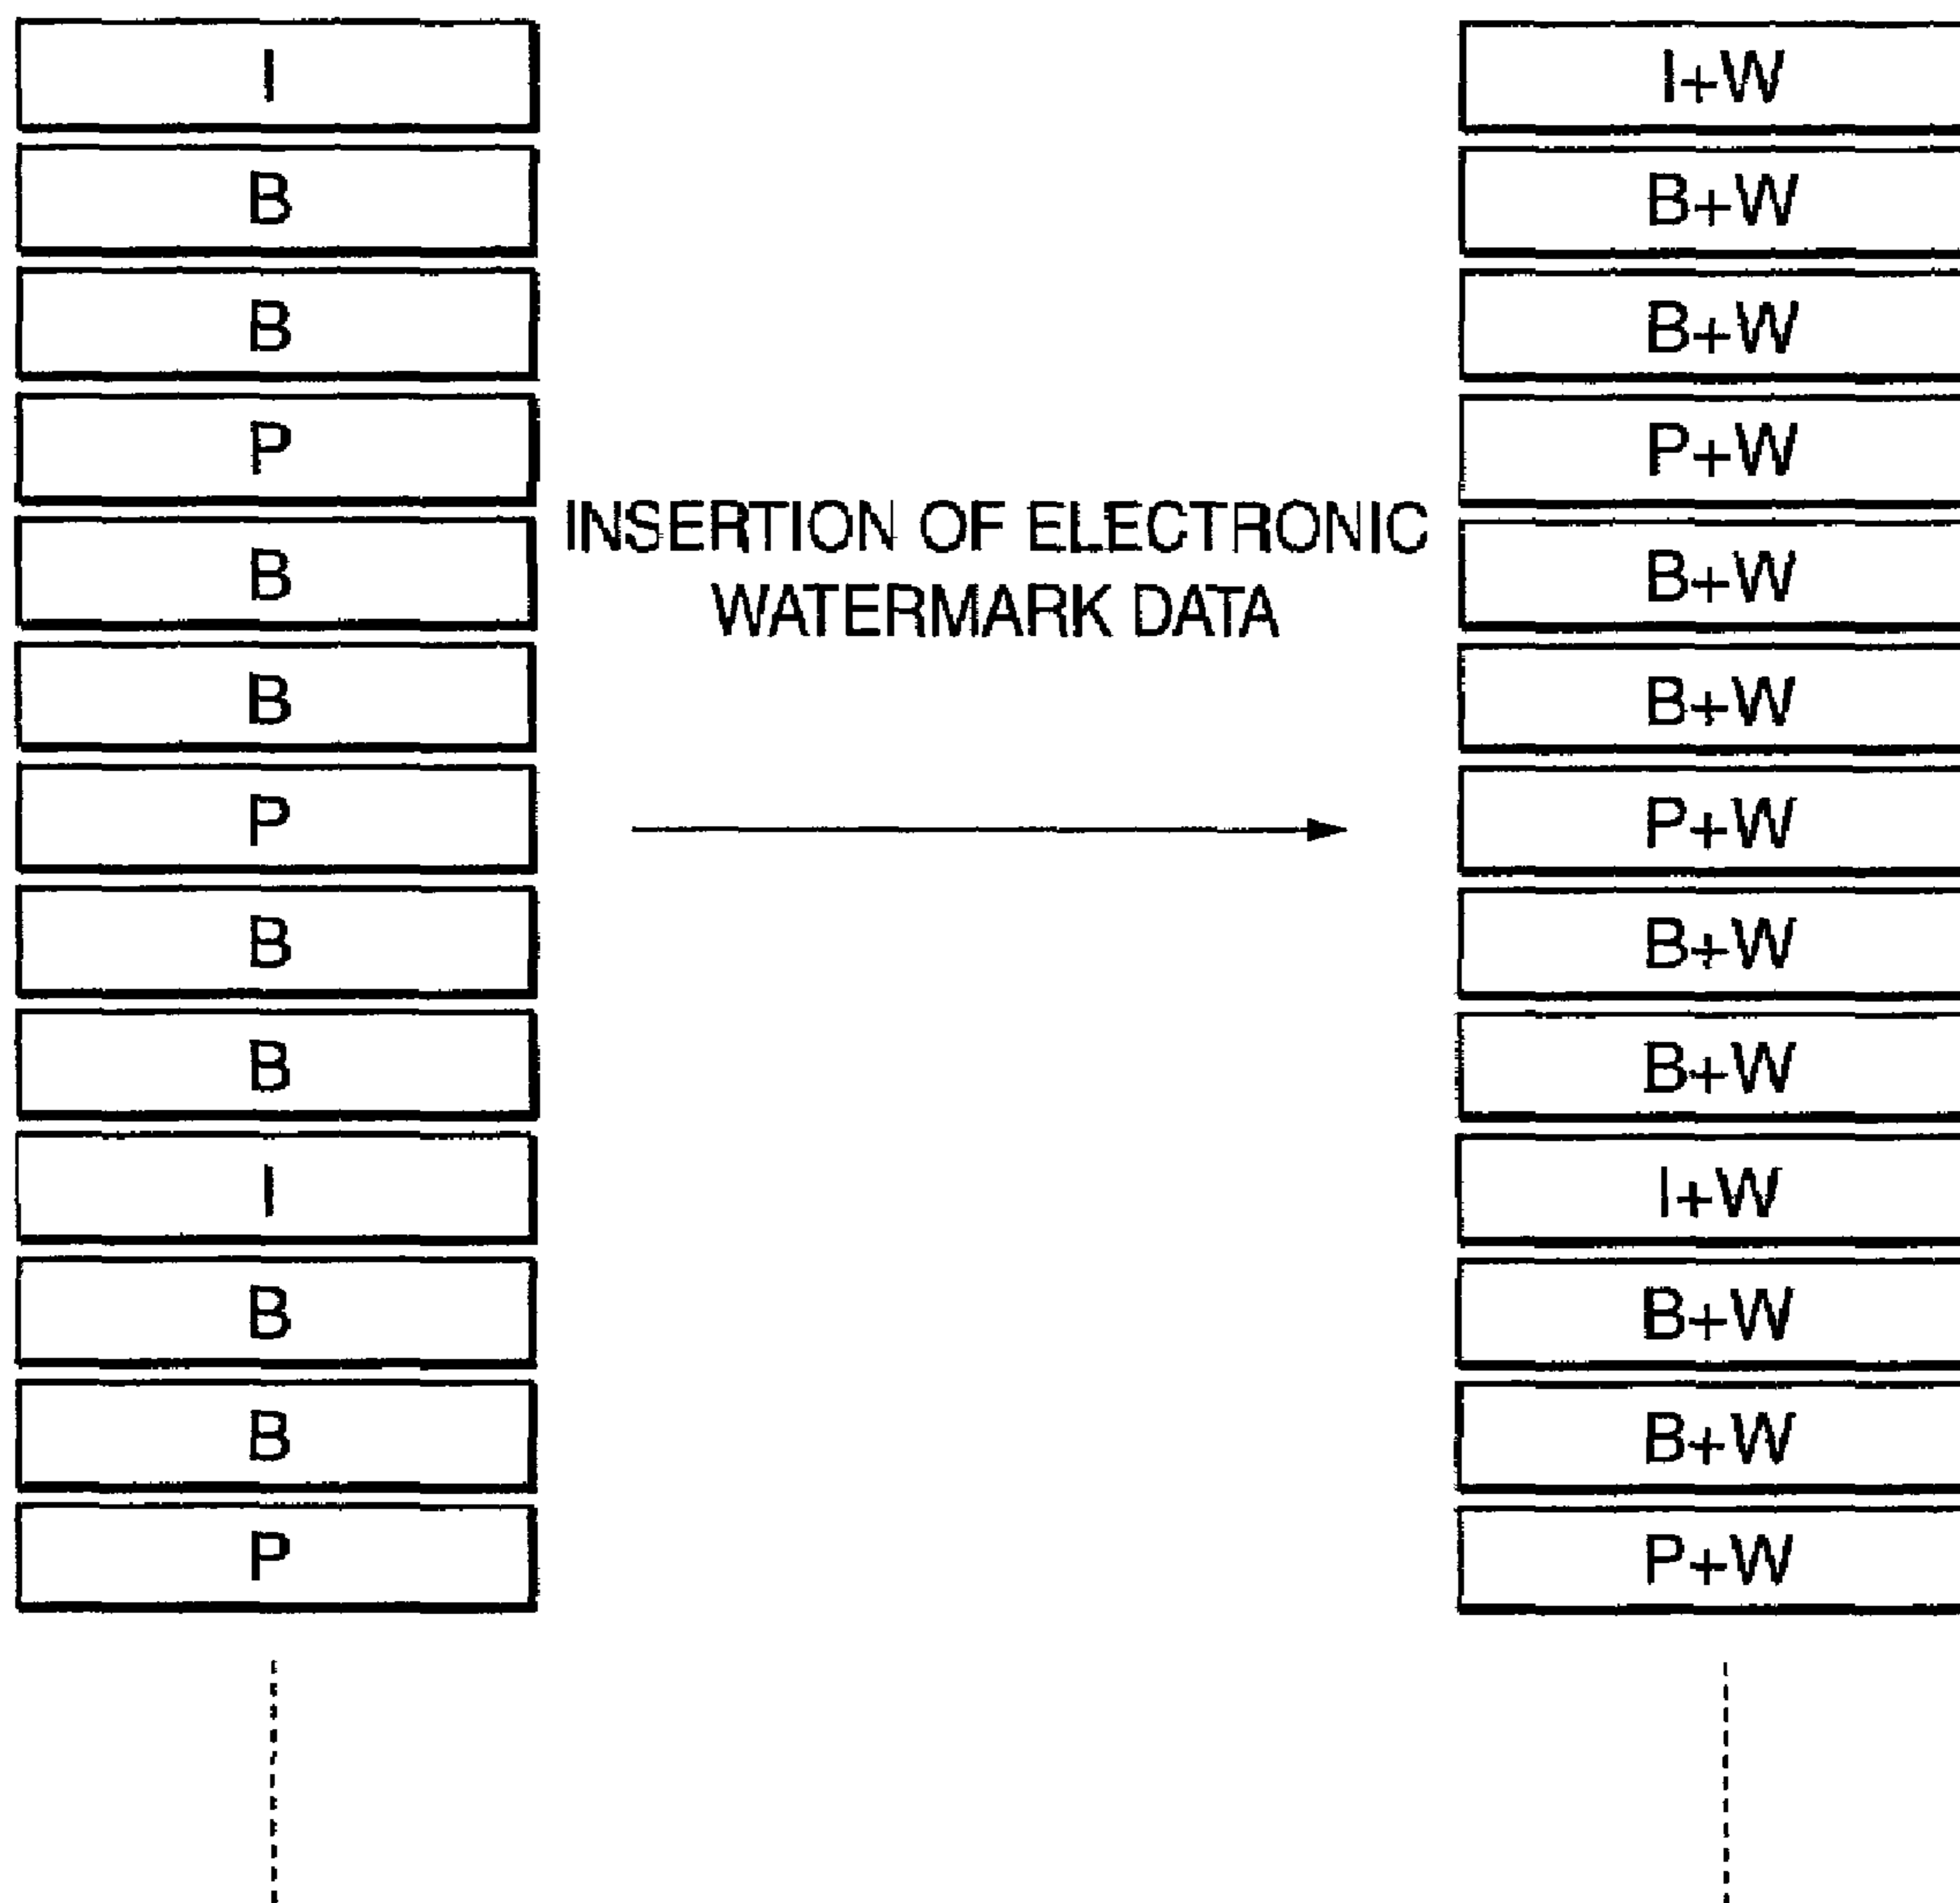 I
B
B
P
B
B
P
B
B
I
B
B
P
INSERTION OF ELECTRONIC
WATERMARK DATA
I+W
B+W
B+W
P+W
B+W
B+W
P+W
B+W
B+W
I+W
B+W
B+W
P+W